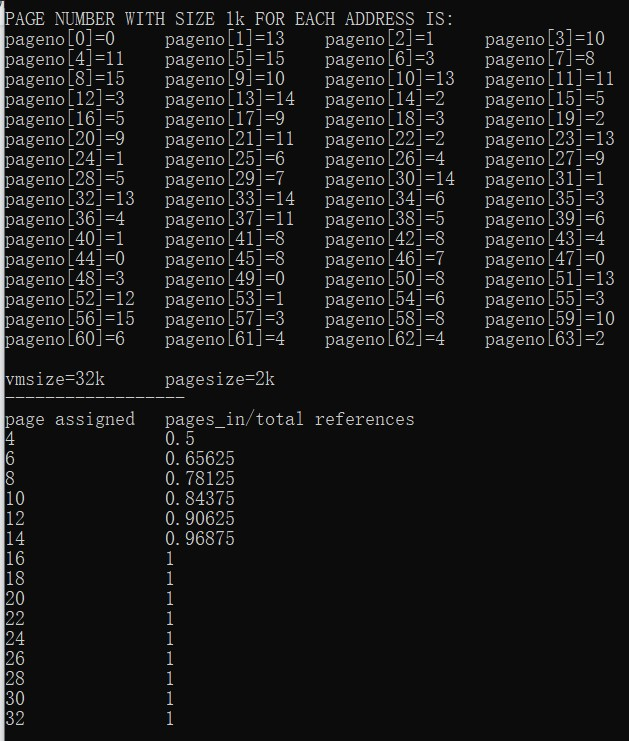 PAGE NUMBER WITH SIZE 1k FOR EACH ADDRESS IS:
pageno[0]=0 pageno[1]=13 pageno[2]=1 pageno[3]=10
pageno[4]=11 pageno[5]=15 pageno[6]=3 pageno[7]=8
pageno[8]=15 pageno[9]=10 pageno[10]=13 pageno[11]=11
pageno[12]=3 pageno[13]=14 pageno[14]=2 pageno[15]=5
pageno[16]=5 pageno[17]=9 pageno[18]=3 pageno[19]=2
pageno[20]=9 pageno[21]=11 pageno[22]=2 pageno[23]=13
pageno[24]=1 pageno[25]=6 pageno[26]=4 pageno[27]=9
pageno[28]=5 pageno[29]=7 pageno[30]=14 pageno[31]=1
pageno[32]=13 pageno[33]=14 pageno[34]=6 pageno[35]=3
pageno[36]=4 pageno[37]=11 pageno[38]=5 pageno[39]=6
pageno[40]=1 pageno[41]=8 pageno[42]=8 pageno[43]=4
pageno[44]=0 pageno[45]=8 pageno[46]=7 pageno[47]=0
pageno[48]=3 pageno[49]=0 pageno[50]=8 pageno[51]=13
pageno[52]=12 pageno[53]=1 pageno[54]=6 pageno[55]=3
pageno[56]=15 pageno[57]=3 pageno[58]=8 pageno[59]=10
pageno[60]=6 pageno[61]=4 pageno[62]=4 pageno[63]=2
vmsize=32k pagesize=2k
------------------
page assigned pages_in/total references
4 0.5
6 0.65625
8 0.78125
10 0.84375
12 0.90625
14 0.96875
16 1
18 1
20 1
22 1
24 1
26 1
28 1
30 1
32 1